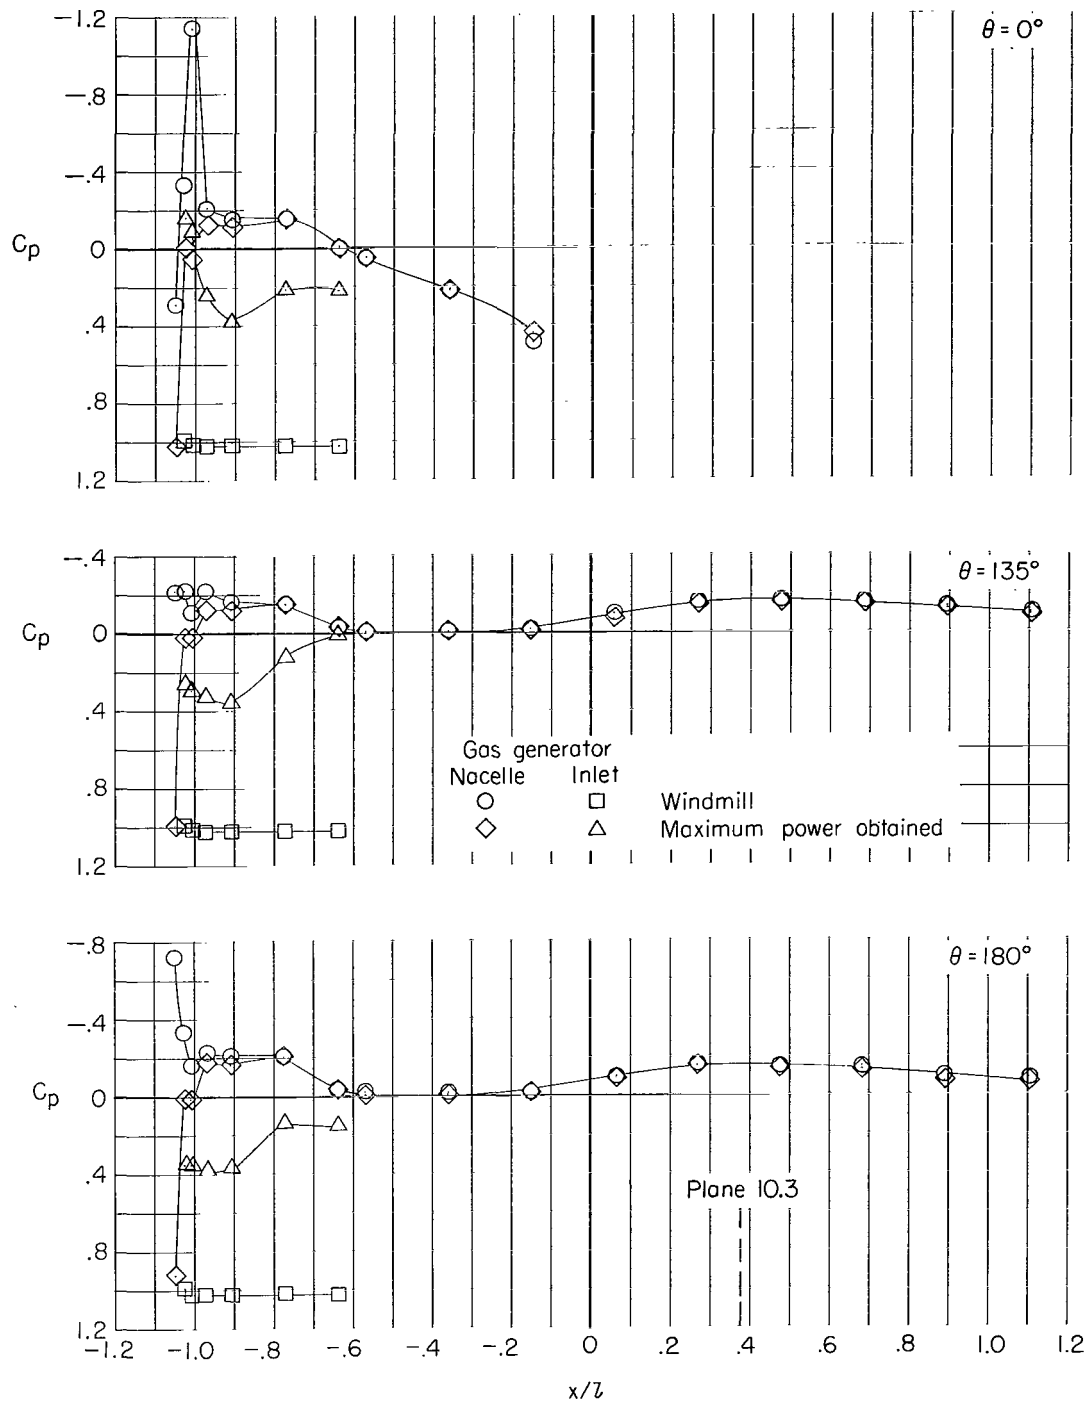 θ = 0°
-1.2
-.8
-.4
0
.4
.8
1.2
Cp
θ = 135°
-.4
0
.4
.8
1.2
Cp
Gas generator
Nacelle Inlet
Windmill
Maximum power obtained
θ = 180°
-.8
-.4
0
.4
.8
1.2
Cp
Plane 10.3
-1.2 -1.0 -.8 -.6 -.4 -.2 0 .2 .4 .6 .8 1.0 1.2
x/l